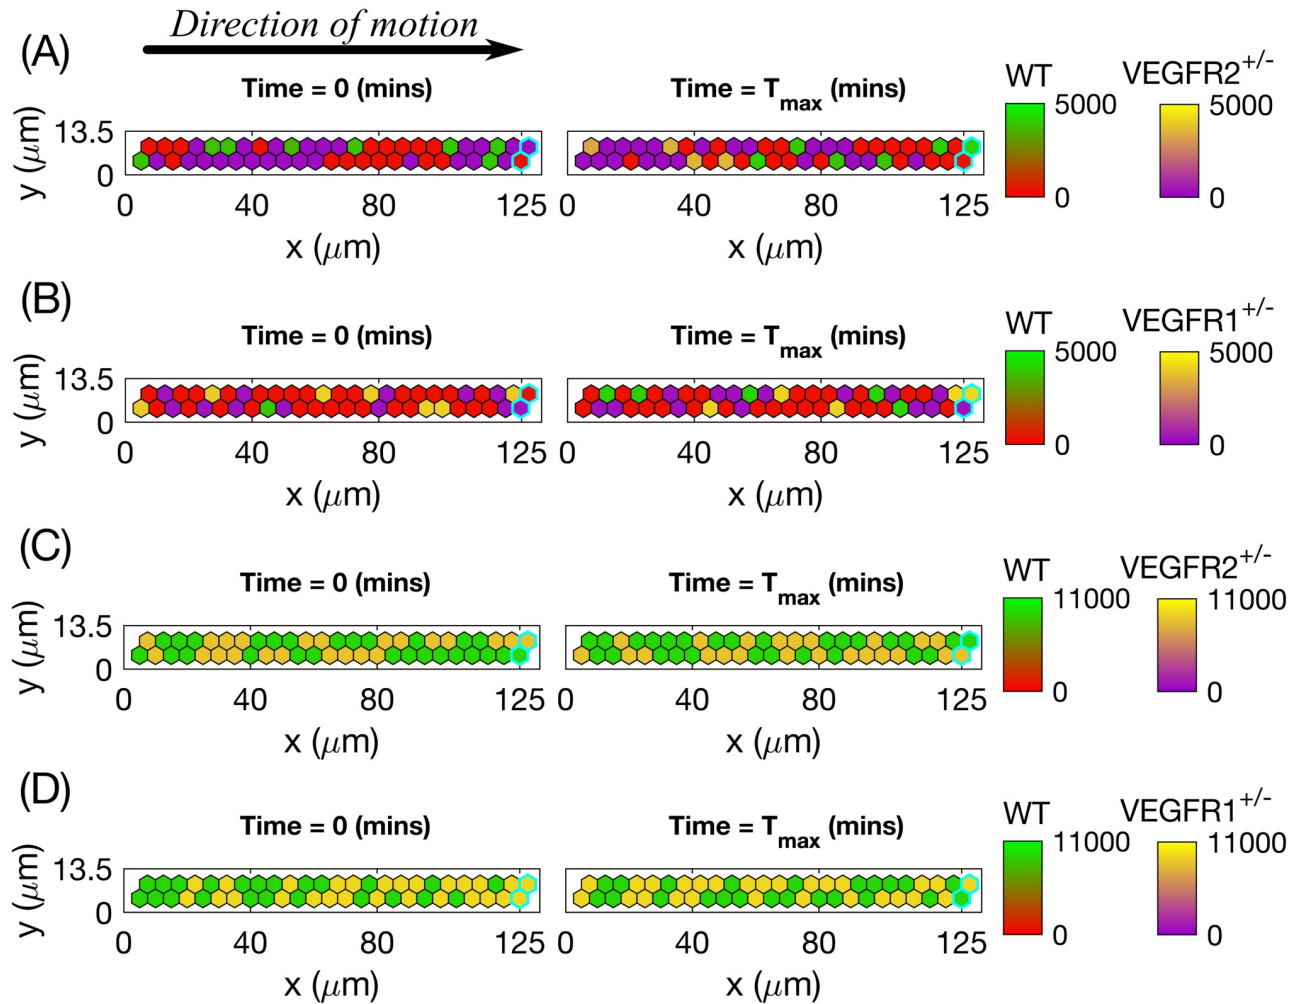 Direction of motion
(A)
Time = 0 (mins)
Time = Tmax (mins)
WT
VEGFR2+/-
13.5
0
y (μm)
0 40 80 125
x (μm)
0 40 80 125
x (μm)
5000
0
5000
0
(B)
Time = 0 (mins)
Time = Tmax (mins)
WT
VEGFR1+/-
13.5
0
y (μm)
0 40 80 125
x (μm)
0 40 80 125
x (μm)
5000
0
5000
0
(C)
Time = 0 (mins)
Time = Tmax (mins)
WT
VEGFR2+/-
13.5
0
y (μm)
0 40 80 125
x (μm)
0 40 80 125
x (μm)
11000
0
11000
0
(D)
Time = 0 (mins)
Time = Tmax (mins)
WT
VEGFR1+/-
13.5
0
y (μm)
0 40 80 125
x (μm)
0 40 80 125
x (μm)
11000
0
11000
0